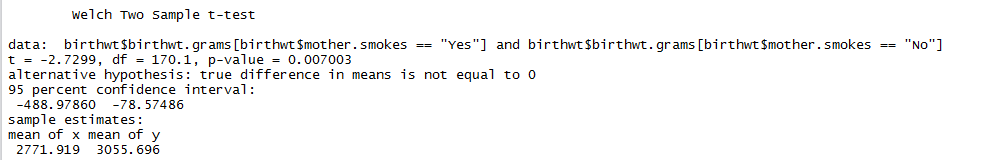 Welch Two Sample t-test
data:  birthwt$birthwt.grams[birthwt$mother.smokes == "Yes"] and birthwt$birthwt.grams[birthwt$mother.smokes == "No"]
t = -2.7299, df = 170.1, p-value = 0.007003
alternative hypothesis: true difference in means is not equal to 0
95 percent confidence interval:
 -488.97860  -78.57486
sample estimates:
mean of x mean of y
 2771.919  3055.696